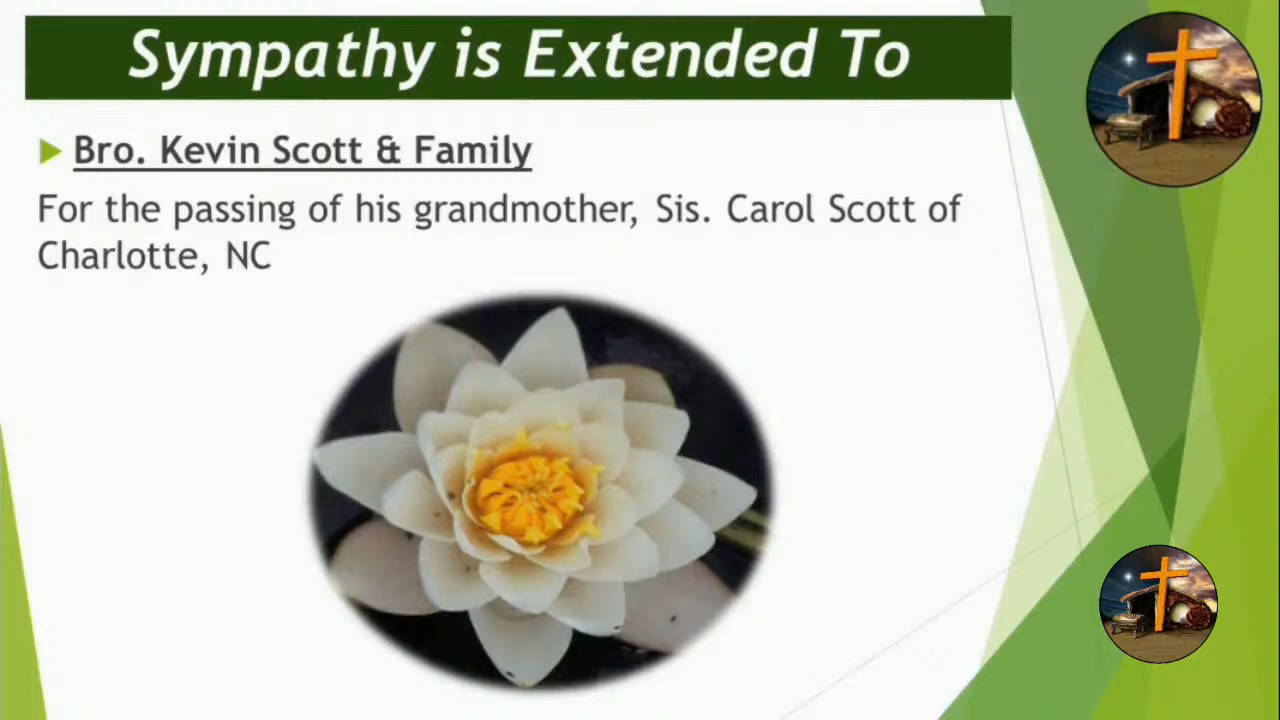 Sympathy is Extended To
Bro. Kevin Scott & Family
For the passing of his grandmother, Sis. Carol Scott of
Charlotte, NC